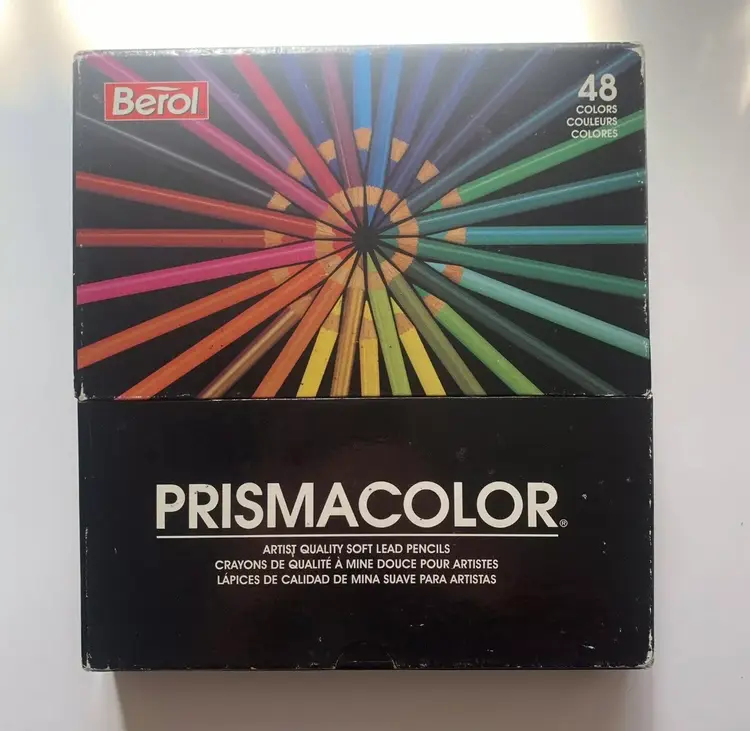 Berol
48
COLORS
COULEURS
COLORES
PRISMACOLOR®
ARTIST QUALITY SOFT LEAD PENCILS
CRAYONS DE QUALITÉ À MINE DOUCE POUR ARTISTES
LÁPICES DE CALIDAD DE MINA SUAVE PARA ARTISTAS